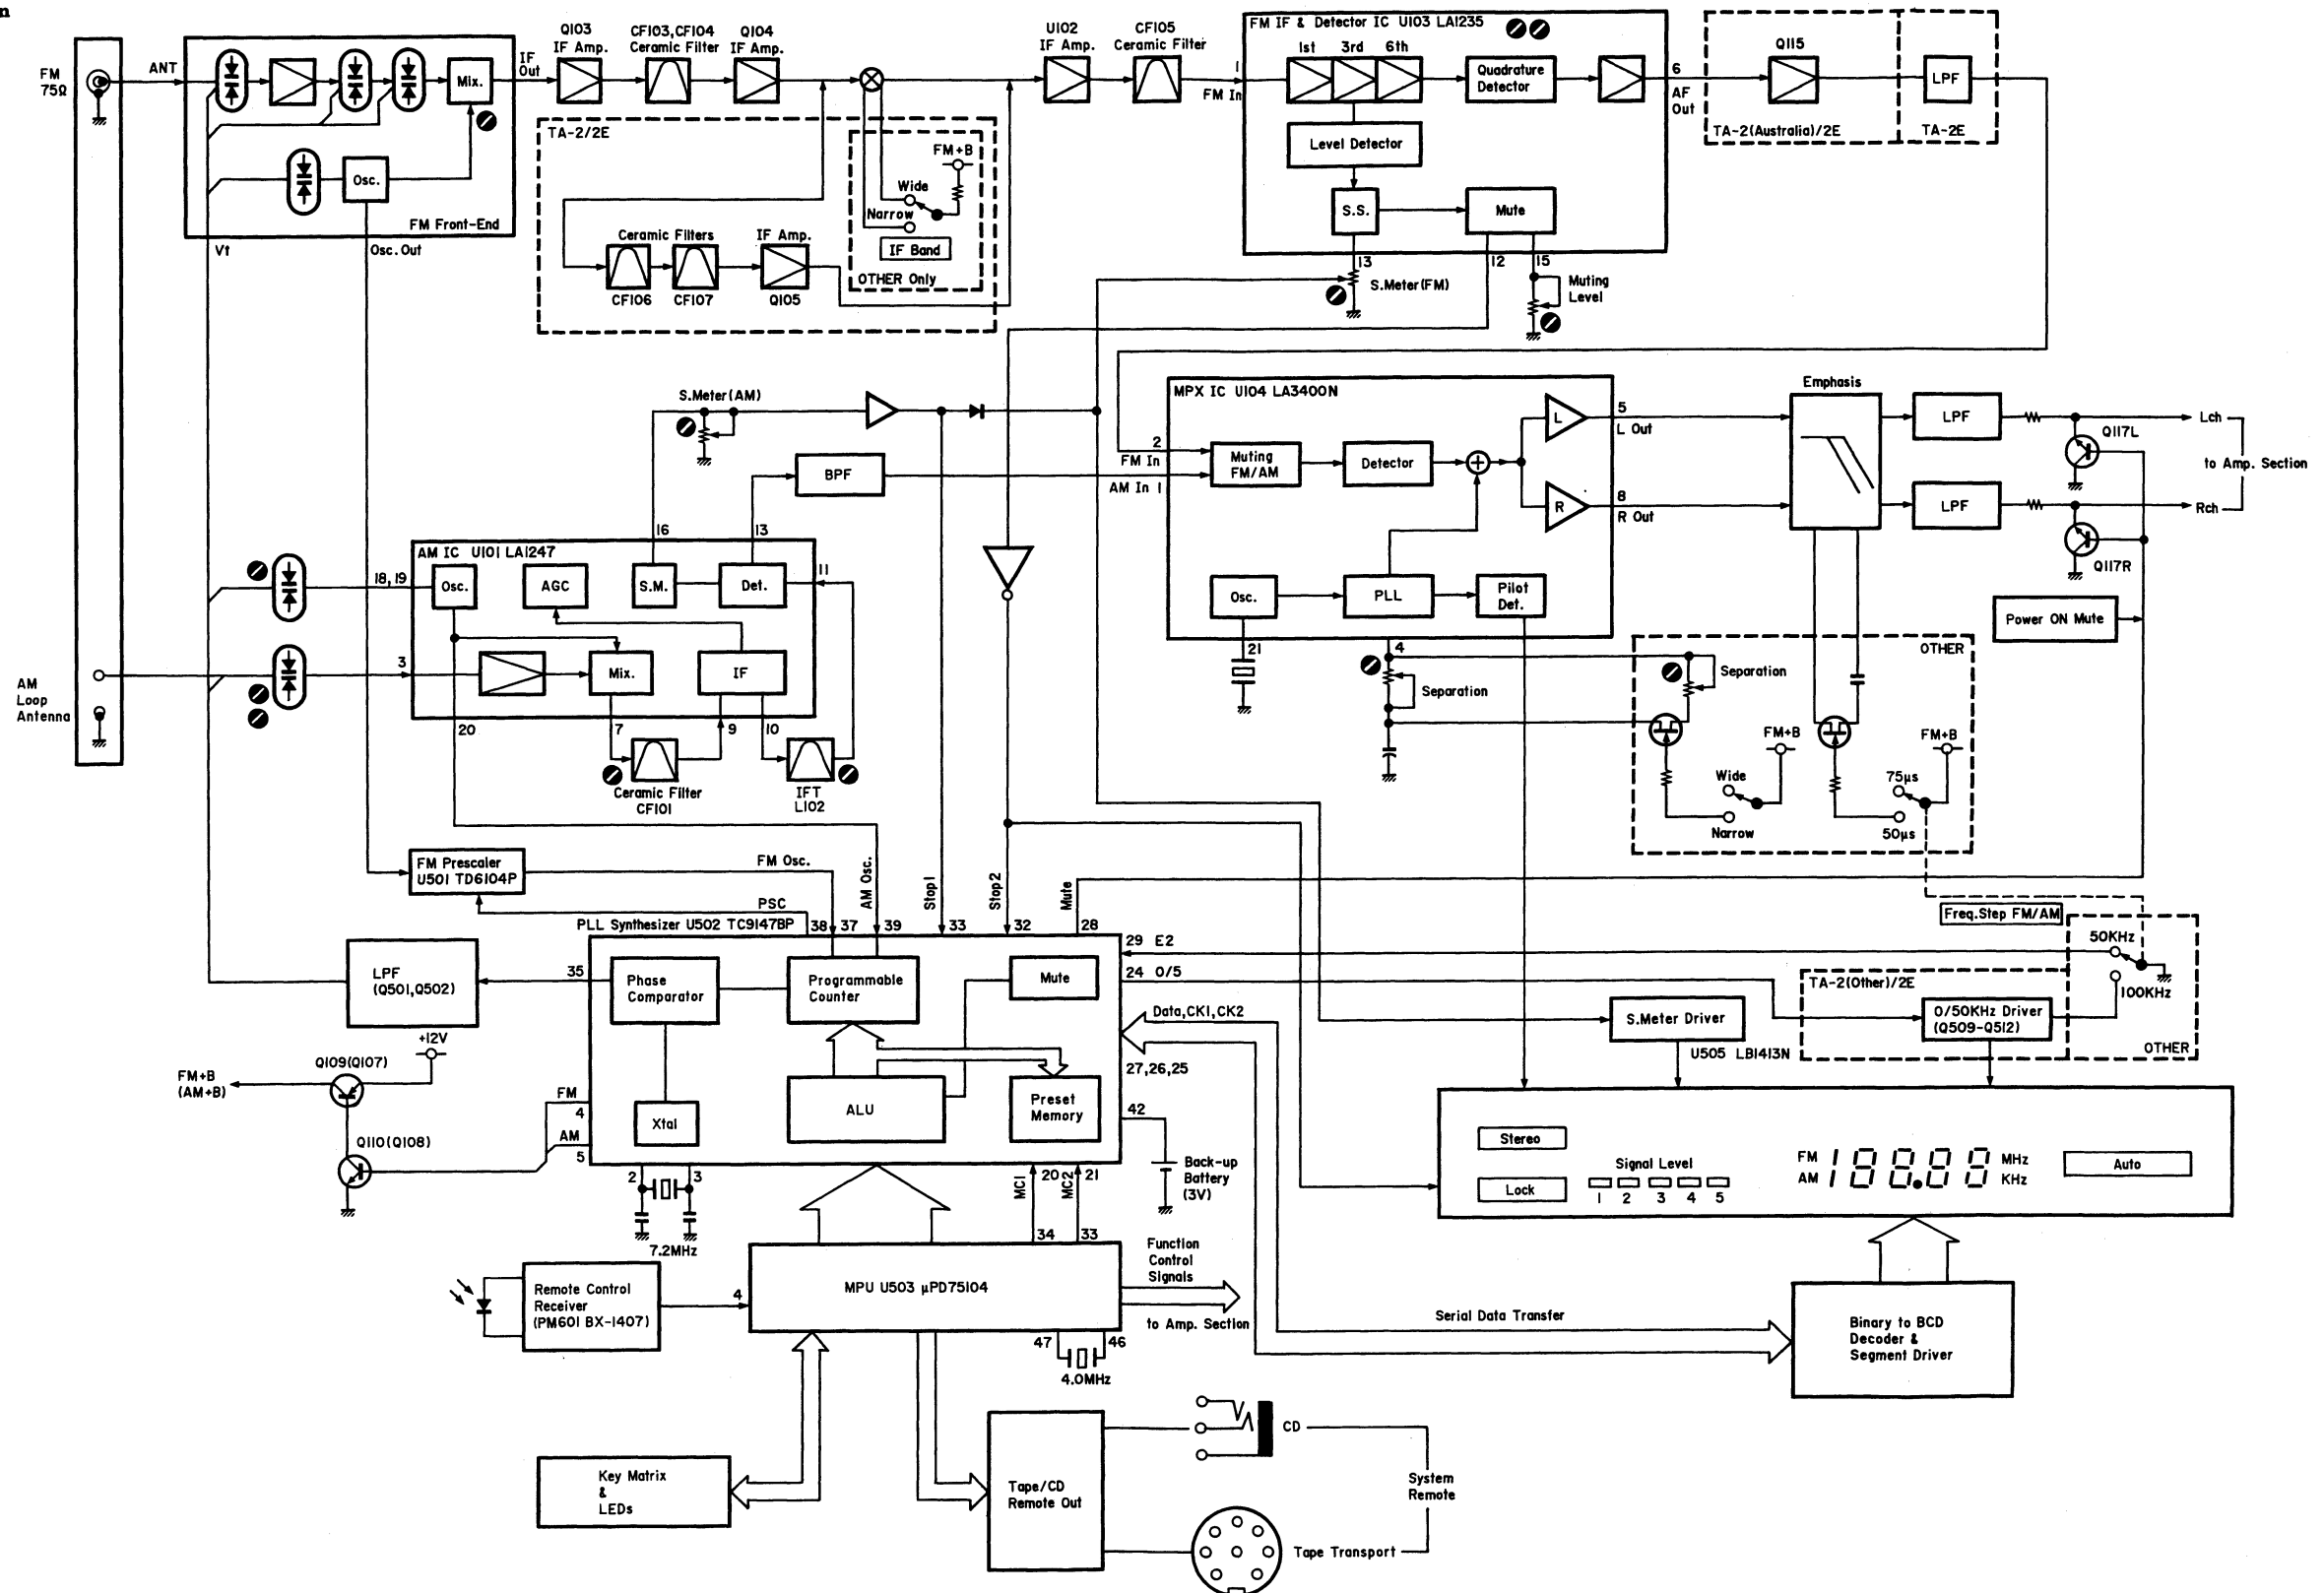 n
FM
75Ω
ANT
Mix.
Osc.
FM Front-End
Vt
Osc.Out
IF
Out
Q103
IF Amp.
CF103,CF104
Ceramic Filter
Q104
IF Amp.
TA-2/2E
Ceramic Filters
IF Amp.
CF106
CF107
Q105
FM+B
Wide
Narrow
IF Band
OTHER Only
U102
IF Amp.
CF105
Ceramic Filter
1
FM In
FM IF & Detector IC U103 LA1235
1st
3rd
6th
Quadrature
Detector
Level Detector
S.S.
Mute
13
12
15
S.Meter(FM)
Muting
Level
6
AF
Out
Q115
LPF
TA-2(Australia)/2E
TA-2E
S.Meter(AM)
BPF
MPX IC U104 LA3400N
2
FM In
AM In 1
Muting
FM/AM
Detector
L
R
5
L Out
8
R Out
Osc.
PLL
Pilot
Det.
21
4
Separation
Emphasis
LPF
LPF
Lch
Q117L
to Amp. Section
Rch
Q117R
Power ON Mute
OTHER
Separation
FM+B
Wide
Narrow
FM+B
75µs
50µs
16
13
AM IC U101 LA1247
18,19
Osc.
AGC
S.M.
Det.
11
3
Mix.
IF
20
7
9
10
Ceramic Filter
CF101
IFT
L102
AM
Loop
Antenna
FM Prescaler
U501 TD6104P
FM Osc.
PSC
AM Osc.
Stop1
Stop2
Mute
PLL Synthesizer U502 TC9147BP
38
37
39
33
32
28
LPF
(Q501,Q502)
35
Phase
Comparator
Programmable
Counter
Mute
Xtal
ALU
Preset
Memory
29 E2
24 0/5
Data,CK1,CK2
27,26,25
42
Back-up
Battery
(3V)
+12V
Q109(Q107)
FM+B
(AM+B)
Q110(Q108)
FM
4
AM
5
2
3
7.2MHz
MC1
20
MC2
21
34
33
Freq.Step FM/AM
50KHz
100KHz
TA-2(Other)/2E
0/50KHz Driver
(Q509-Q512)
OTHER
S.Meter Driver
U505 LB1413N
Stereo
Lock
Signal Level
1 2 3 4 5
FM
AM
188.88
MHz
KHz
Auto
Remote Control
Receiver
(PM601 BX-1407)
4
MPU U503 µPD75104
47
46
4.0MHz
Function
Control
Signals
to Amp. Section
Serial Data Transfer
Binary to BCD
Decoder &
Segment Driver
Key Matrix
&
LEDs
Tape/CD
Remote Out
CD
System
Remote
Tape Transport